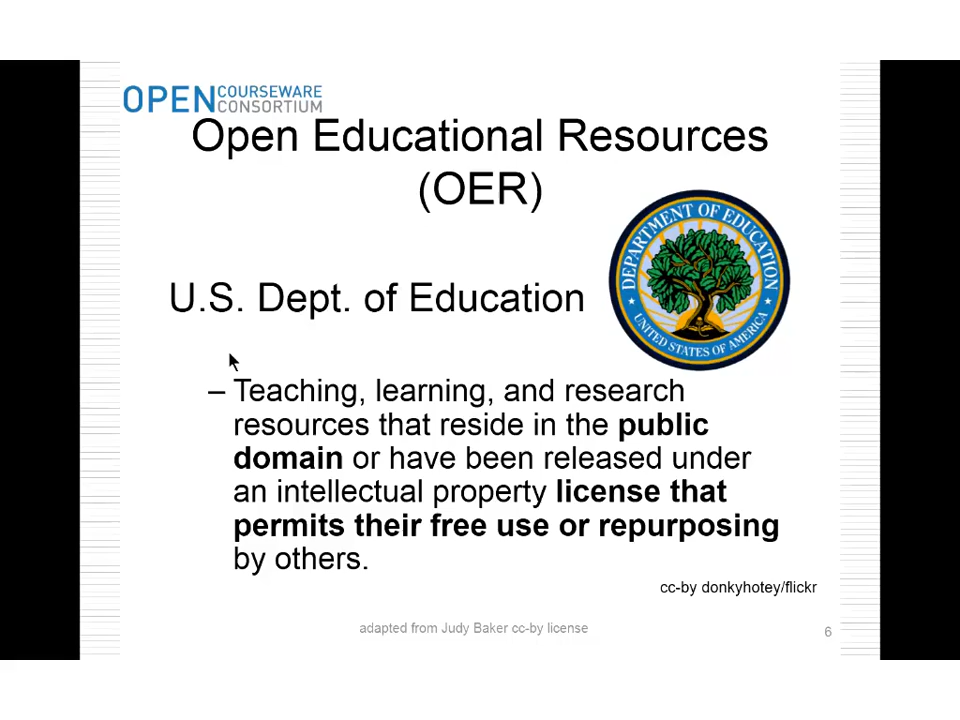 OPEN COURSEWARE
CONSORTIUM
Open Educational Resources
(OER)
DEPARTMENT OF EDUCATION
UNITED STATES OF AMERICA
U.S. Dept. of Education
– Teaching, learning, and research
resources that reside in the public
domain or have been released under
an intellectual property license that
permits their free use or repurposing
by others.
cc-by donkyhotey/flickr
adapted from Judy Baker cc-by license
6